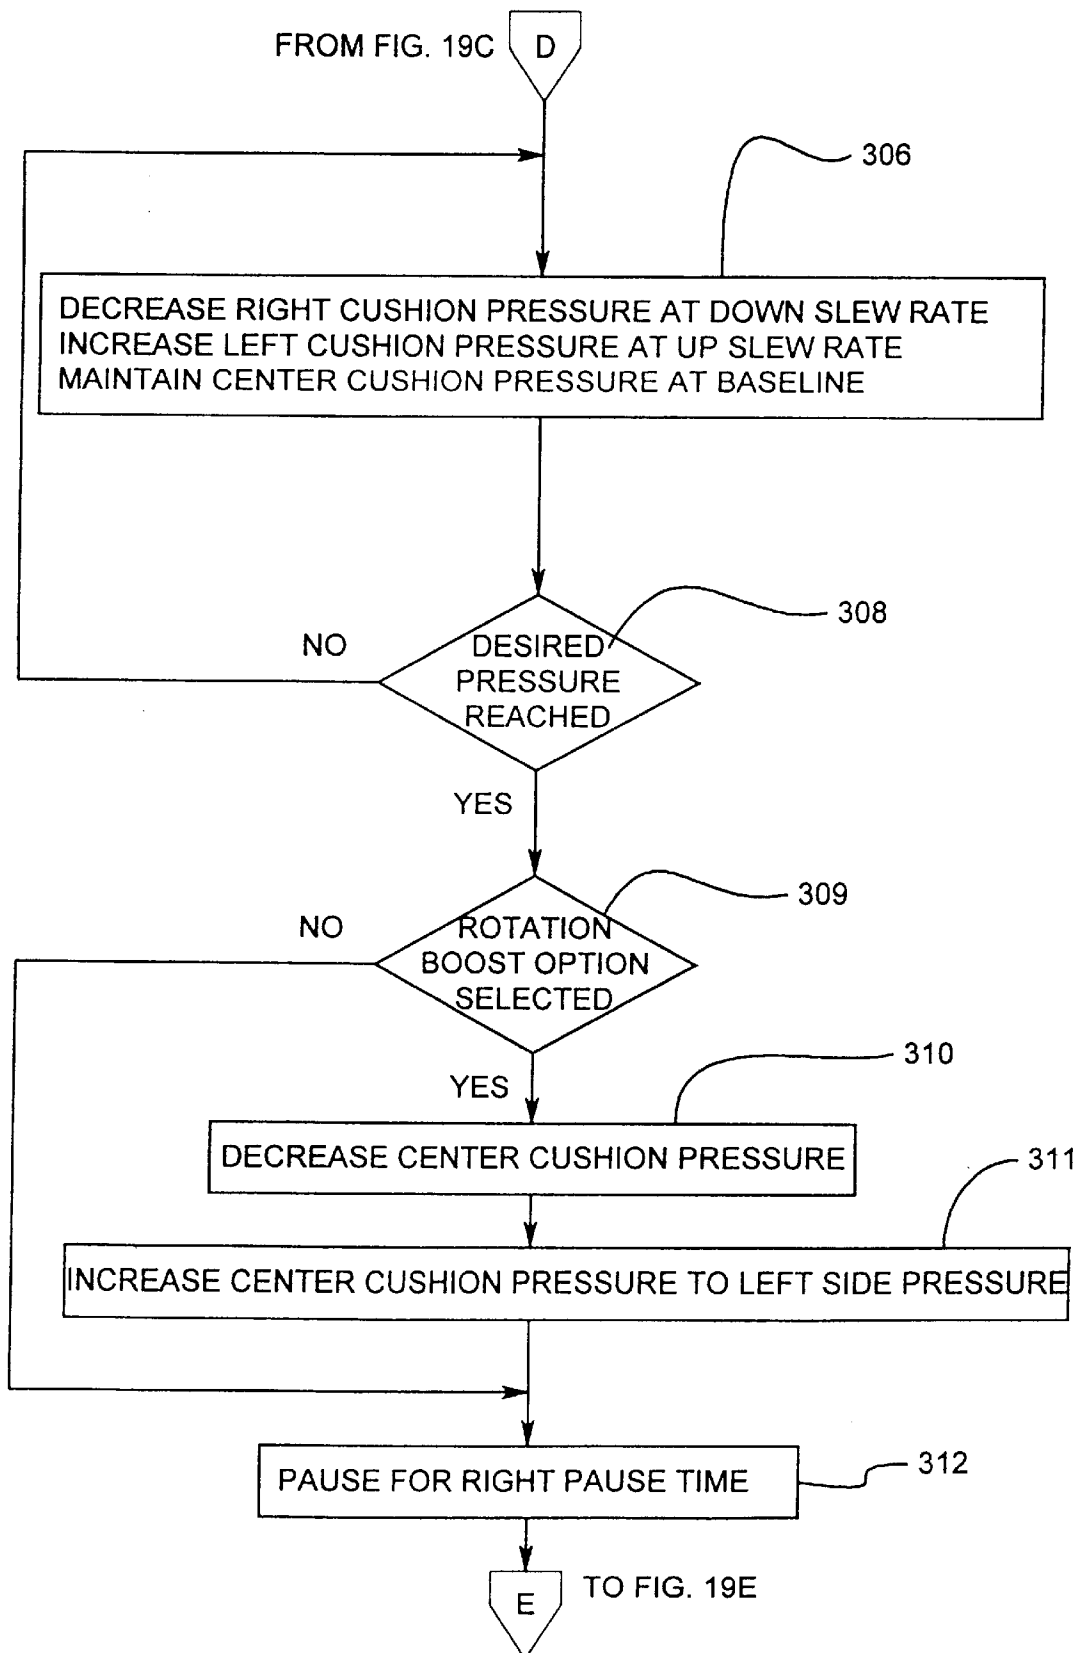 FROM FIG. 19C
D
306
DECREASE RIGHT CUSHION PRESSURE AT DOWN SLEW RATE
INCREASE LEFT CUSHION PRESSURE AT UP SLEW RATE
MAINTAIN CENTER CUSHION PRESSURE AT BASELINE
308
NO
DESIRED
PRESSURE
REACHED
YES
309
NO
ROTATION
BOOST OPTION
SELECTED
YES
310
DECREASE CENTER CUSHION PRESSURE
311
INCREASE CENTER CUSHION PRESSURE TO LEFT SIDE PRESSURE
312
PAUSE FOR RIGHT PAUSE TIME
E
TO FIG. 19E